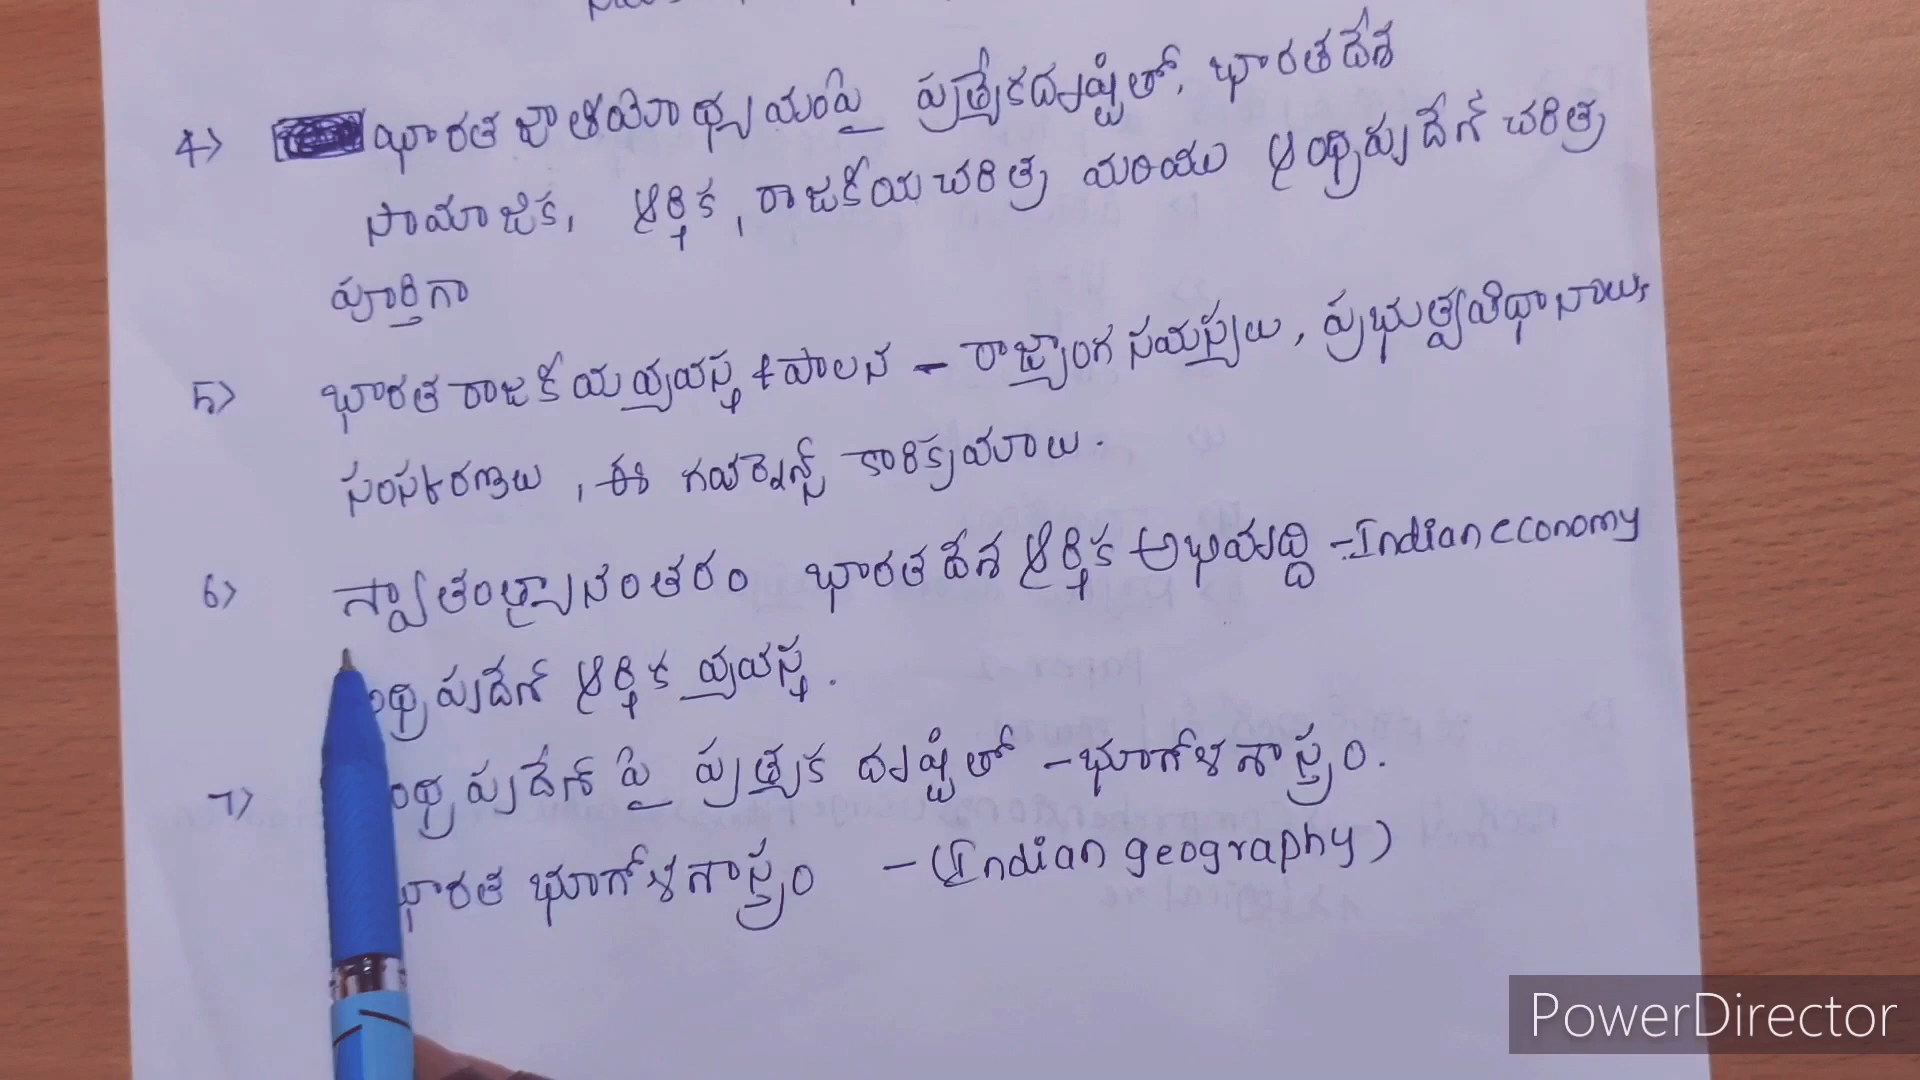 4) భారత జాతీయోద్యమంపై ప్రత్యేకదృష్టితో, భారతదేశ
సామాజిక, ఆర్థిక, రాజకీయ చరిత్ర మరియు ఆంధ్రప్రదేశ్ చరిత్ర
పూర్తిగా
5) భారత రాజకీయ వ్యవస్థ & పాలన - రాజ్యాంగ సమస్యలు, ప్రభుత్వవిధానాలు,
సంస్కరణలు, ఈ గవర్నెన్స్ కార్యక్రమాలు.
6) స్వాతంత్ర్యానంతరం భారతదేశ ఆర్థిక అభివృద్ధి - Indian economy
ంధ్రప్రదేశ్ ఆర్థిక వ్యవస్థ.
7) ంధ్రప్రదేశ్ పై ప్రత్యేక దృష్టితో - భూగోళశాస్త్రం.
భారత భూగోళశాస్త్రం - (Indian geography)
PowerDirector